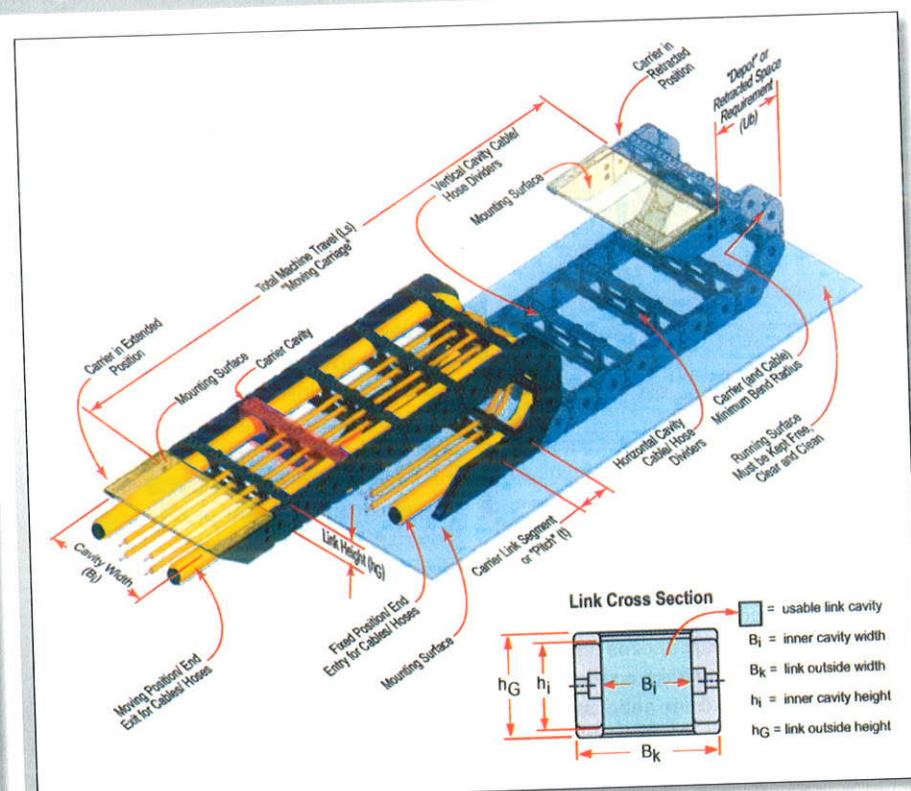 Carrier in
Retracted
Position
"Depot" or
Retracted Space
Requirement
(Ub)
Vertical Cavity Cable/
Hose Dividers
Mounting Surface
Total Machine Travel (Ls)
"Moving Carriage"
Carrier in Extended
Position
Mounting Surface
Carrier Cavity
Carrier (and Cable)
Minimum Bend Radius
Running Surface
Must be Kept Free,
Clear and Clean
Horizontal Cavity
Cable/ Hose
Dividers
Carrier Link Segment
or "Pitch" (t)
Link Height (hG)
Cavity Width
(Bi)
Fixed Position/ End
Entry for Cables/ Hoses
Mounting Surface
Moving Position/ End
Exit for Cables/ Hoses
Link Cross Section
= usable link cavity
Bi = inner cavity width
Bk = link outside width
hi = inner cavity height
hG = link outside height
hG
hi
Bi
Bk